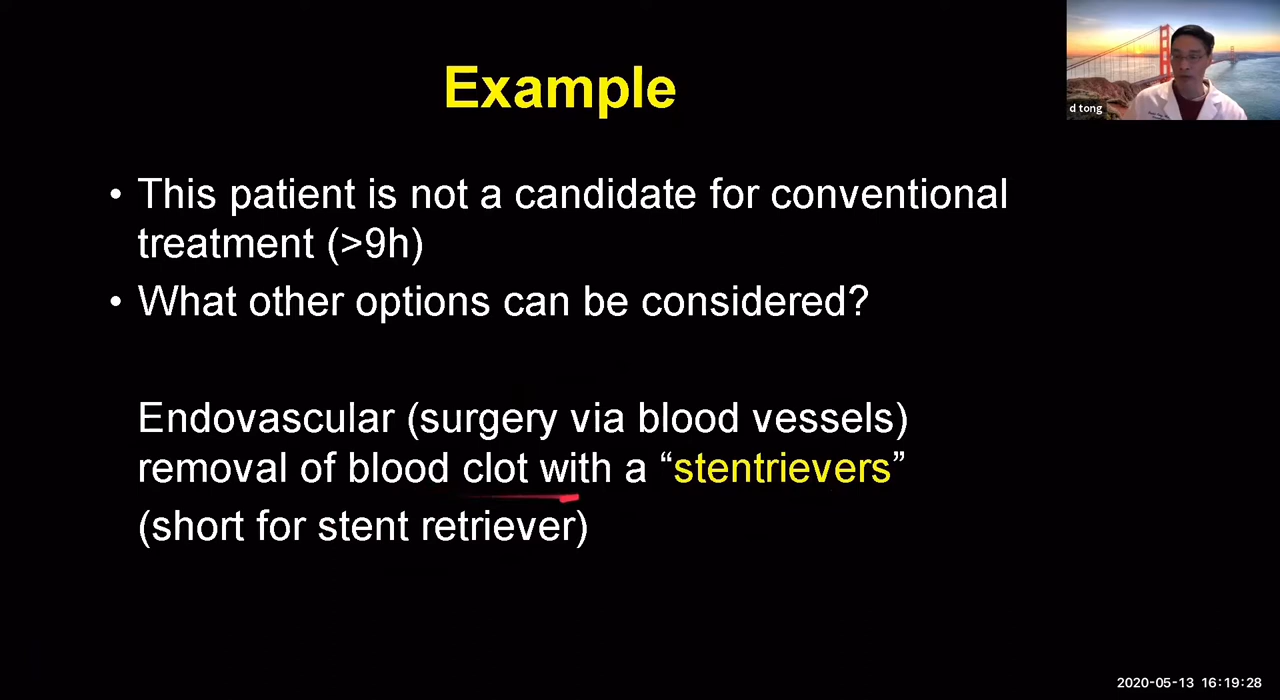 Example
d tong
• This patient is not a candidate for conventional
treatment (>9h)
• What other options can be considered?
Endovascular (surgery via blood vessels)
removal of blood clot with a “stentrievers”
(short for stent retriever)
2020-05-13 16:19:28